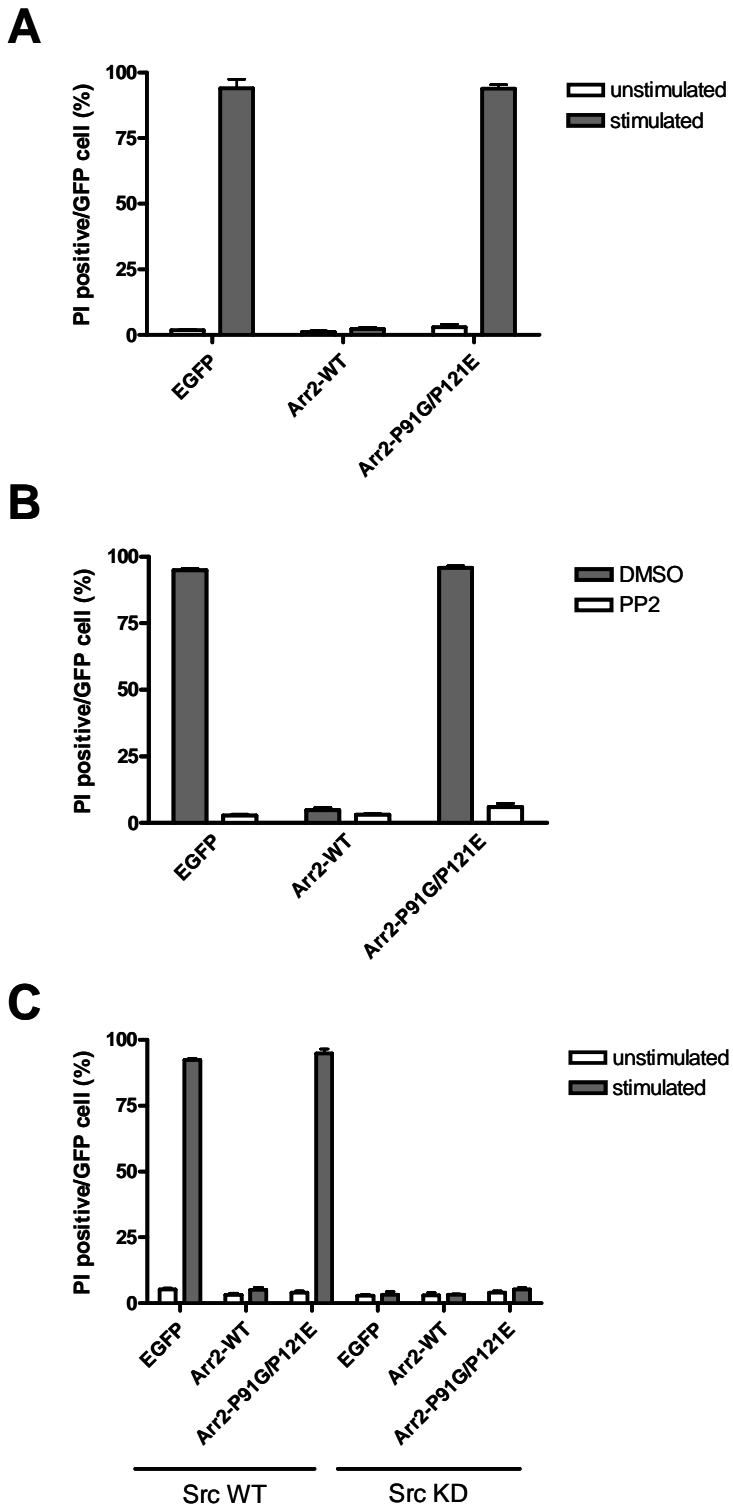 A
PI positive/GFP cell (%)
100
75
50
25
0
EGFP
Arr2-WT
Arr2-P91G/P121E
unstimulated
stimulated
B
PI positive/GFP cell (%)
100
75
50
25
0
EGFP
Arr2-WT
Arr2-P91G/P121E
DMSO
PP2
C
PI positive/GFP cell (%)
100
75
50
25
0
EGFP
Arr2-WT
Arr2-P91G/P121E
EGFP
Arr2-WT
Arr2-P91G/P121E
Src WT
Src KD
unstimulated
stimulated